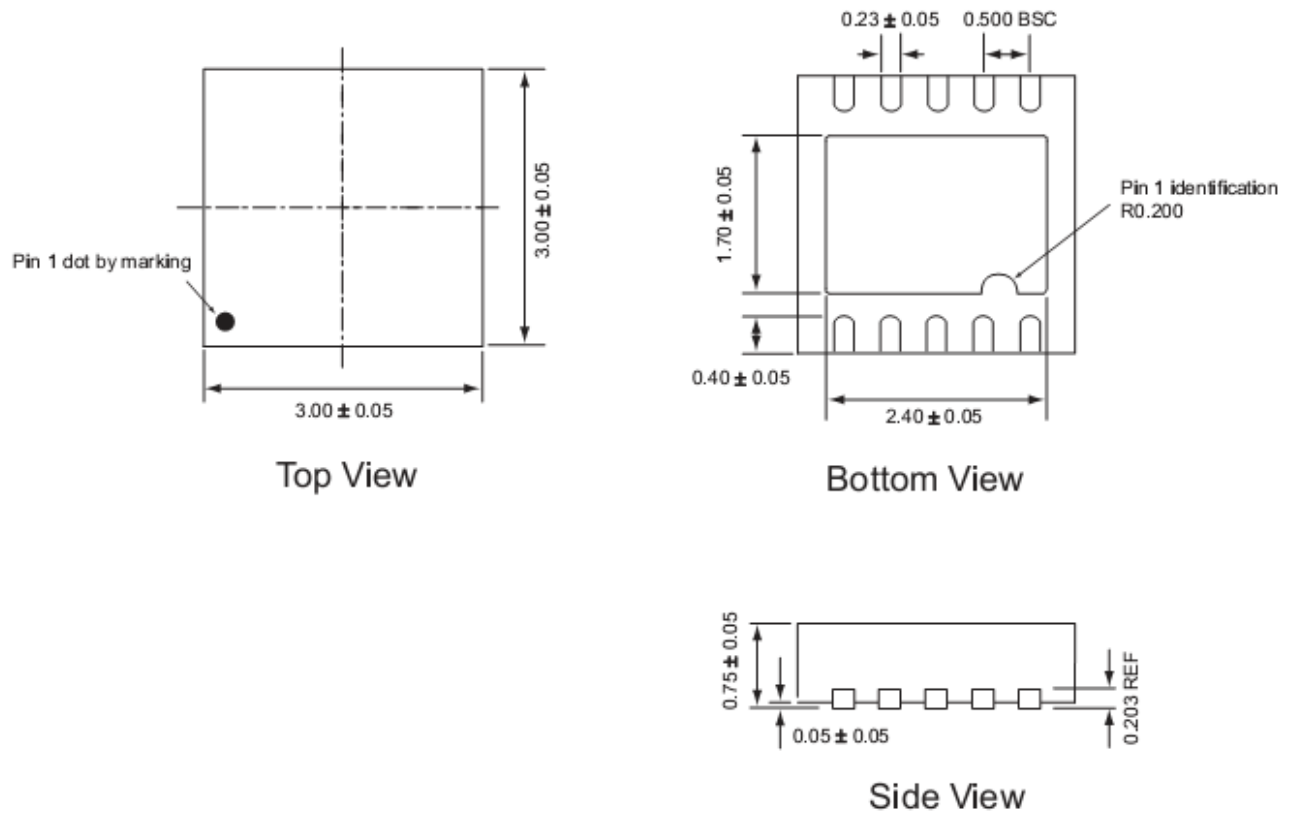 0.23 ± 0.05
0.500 BSC
3.00 ± 0.05
Pin 1 dot by marking
3.00 ± 0.05
Top View
1.70 ± 0.05
Pin 1 identification
R0.200
0.40 ± 0.05
2.40 ± 0.05
Bottom View
0.75 ± 0.05
0.203 REF
0.05 ± 0.05
Side View